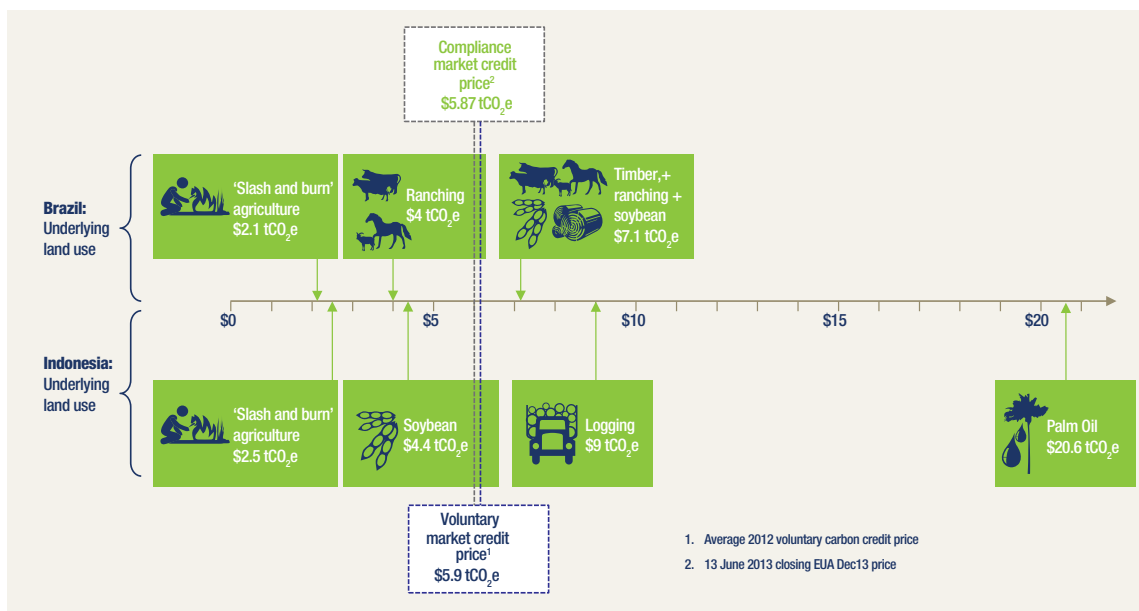 Compliance
market credit
price2
$5.87 tCO2e
Brazil:
Underlying
land use
'Slash and burn'
agriculture
$2.1 tCO2e
Ranching
$4 tCO2e
Timber,+
ranching +
soybean
$7.1 tCO2e
$0 $5 $10 $15 $20
Indonesia:
Underlying
land use
'Slash and burn'
agriculture
$2.5 tCO2e
Soybean
$4.4 tCO2e
Logging
$9 tCO2e
Palm Oil
$20.6 tCO2e
Voluntary
market credit
price1
$5.9 tCO2e
1. Average 2012 voluntary carbon credit price
2. 13 June 2013 closing EUA Dec13 price